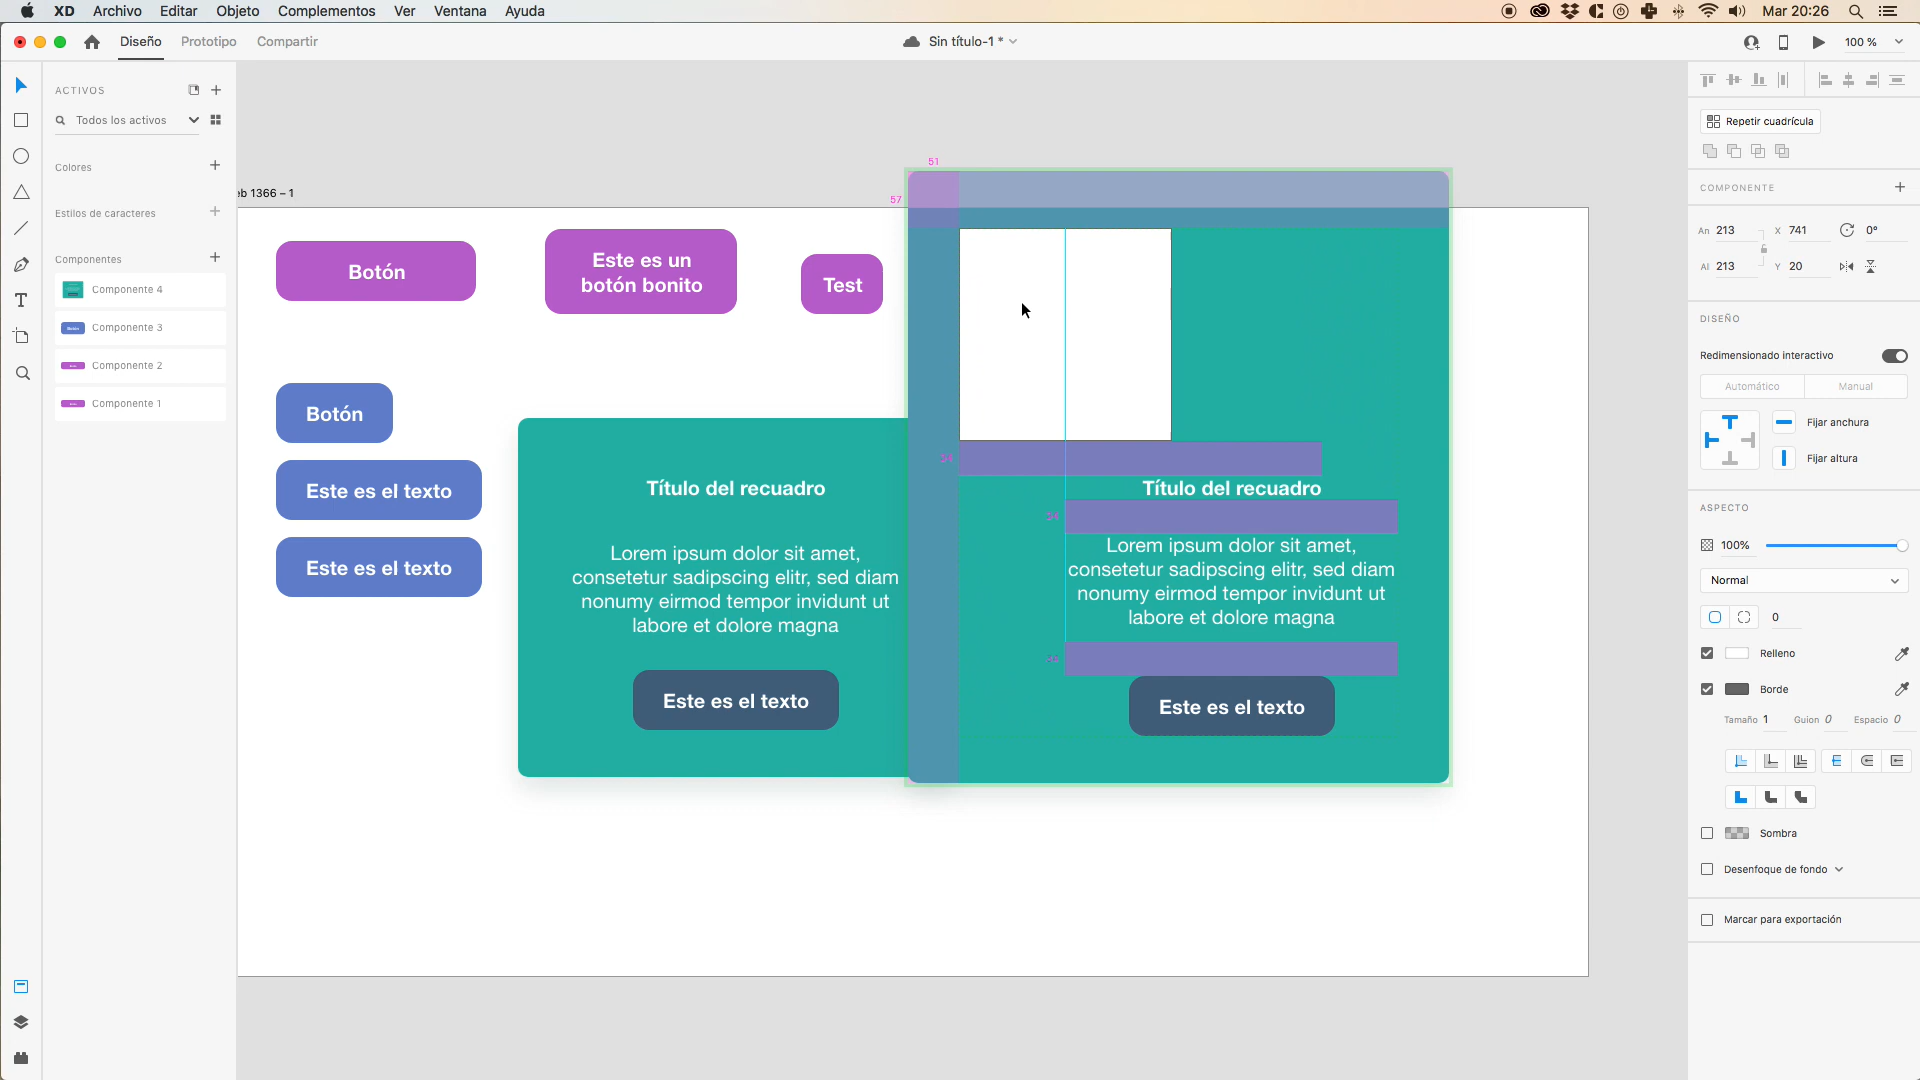 XD Archivo Editar Objeto Complementos Ver Ventana Ayuda
Mar 20:26
Diseño Prototipo Compartir
Sin título-1 *
100 %
ACTIVOS
Todos los activos
Colores
Estilos de caracteres
Componentes
Componente 4
Componente 3
Componente 2
Componente 1
eb 1366 – 1
Botón
Este es un
botón bonito
Test
Botón
Este es el texto
Este es el texto
Título del recuadro
Lorem ipsum dolor sit amet,
consetetur sadipscing elitr, sed diam
nonumy eirmod tempor invidunt ut
labore et dolore magna
Este es el texto
51
57
Título del recuadro
Lorem ipsum dolor sit amet,
consetetur sadipscing elitr, sed diam
nonumy eirmod tempor invidunt ut
labore et dolore magna
Este es el texto
Repetir cuadrícula
COMPONENTE
An 213 X 741 0°
Al 213 Y 20
DISEÑO
Redimensionado interactivo
Automático Manual
Fijar anchura
Fijar altura
ASPECTO
100%
Normal
0
Relleno
Borde
Tamaño 1 Guion 0 Espacio 0
Sombra
Desenfoque de fondo
Marcar para exportación